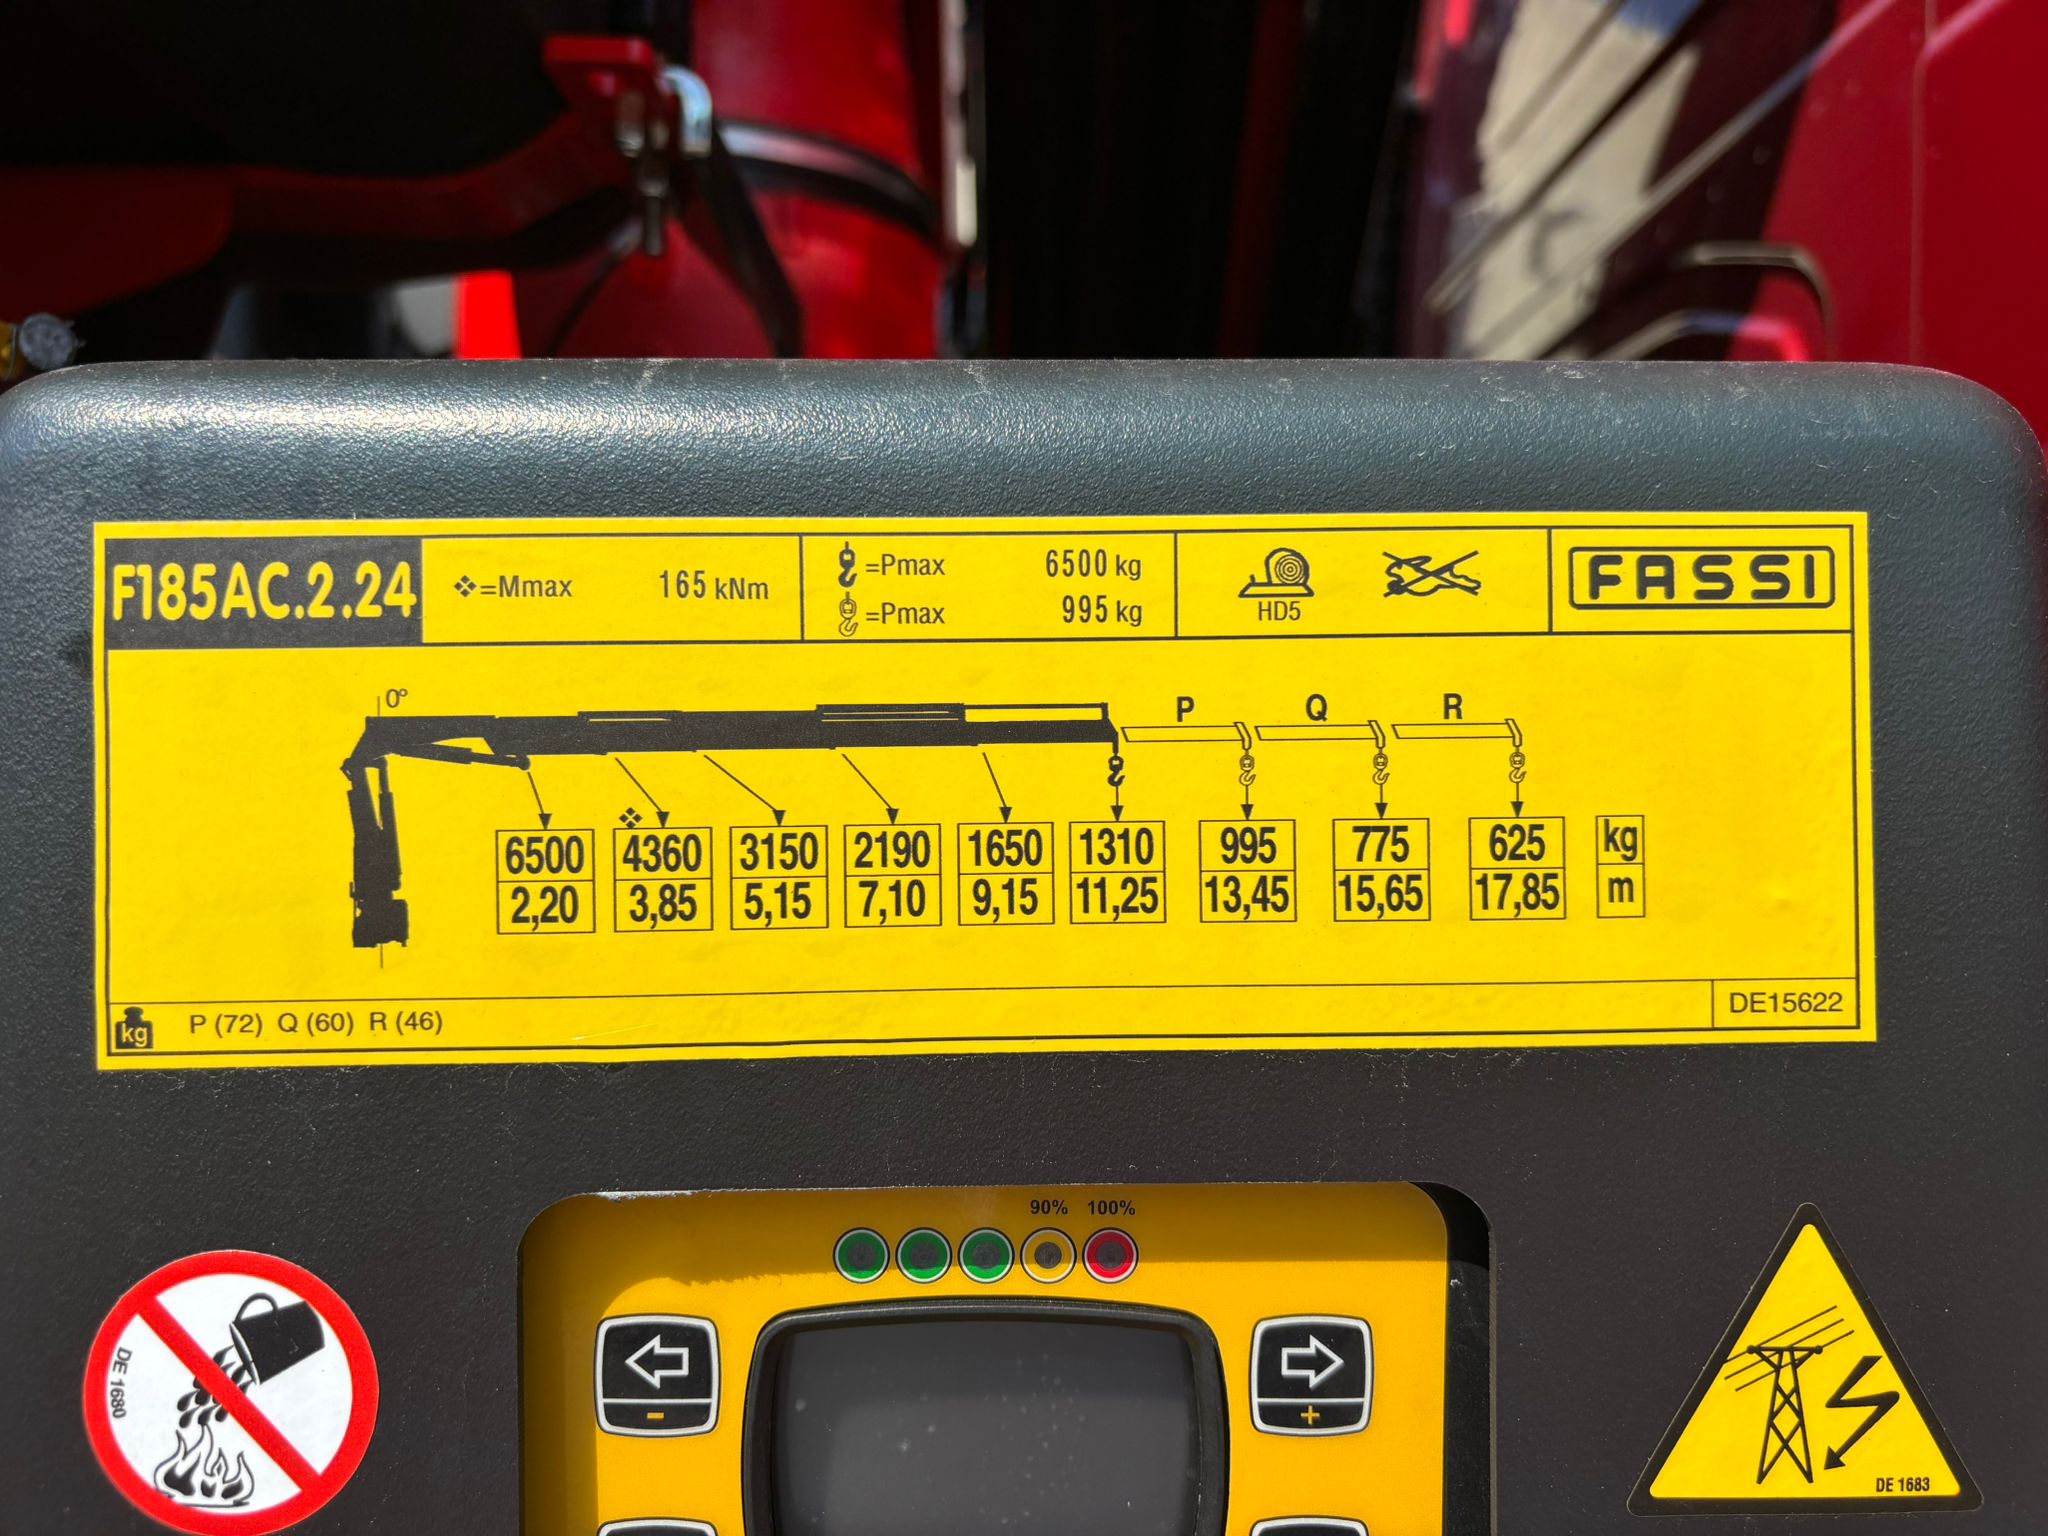 F185AC.2.24
=Mmax 165 kNm
=Pmax 6500 kg
=Pmax 995 kg
HD5
FASSI
0°
P Q R
6500 4360 3150 2190 1650 1310 995 775 625 kg
2,20 3,85 5,15 7,10 9,15 11,25 13,45 15,65 17,85 m
kg P (72) Q (60) R (46)
DE15622
90% 100%
- +
DE 1680
DE 1683